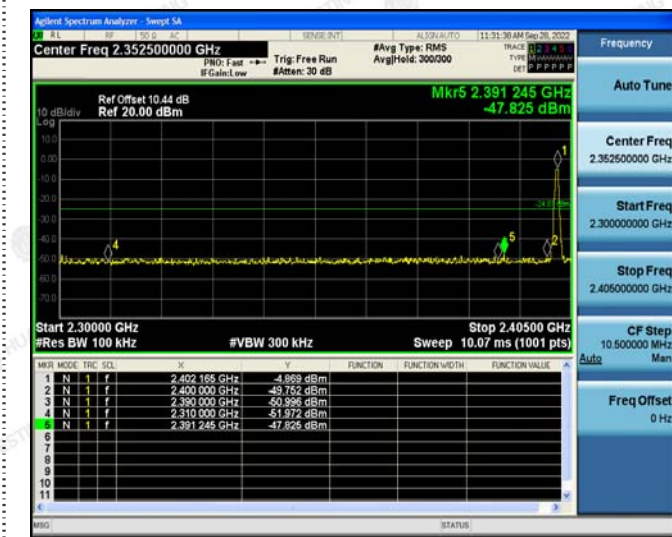 Agilent Spectrum Analyzer - Swept SA
RL RF 50 Ω AC SENSE:INT ALIGNAUTO 11:31:38 AM Sep 28, 2022
Center Freq 2.352500000 GHz
PNO: Fast
IFGain:Low
Trig: Free Run
#Atten: 30 dB
#Avg Type: RMS
Avg|Hold: 300/300
TRACE 1 2 3 4 5 6
TYPE
DET P P P P P P
Ref Offset 10.44 dB
Ref 20.00 dBm
10 dB/div
Log
Mkr5 2.391 245 GHz
-47.825 dBm
10.0
0.00
-10.0
-20.0
-30.0
-40.0
-50.0
-60.0
-70.0
1
2
4
5
Start 2.30000 GHz
Stop 2.40500 GHz
#Res BW 100 kHz
#VBW 300 kHz
Sweep 10.07 ms (1001 pts)
MKR MODE TRC SCL X Y FUNCTION FUNCTION WIDTH FUNCTION VALUE
1 N 1 f 2.402 165 GHz -4.869 dBm
2 N 1 f 2.400 000 GHz -49.752 dBm
3 N 1 f 2.390 000 GHz -50.996 dBm
4 N 1 f 2.310 000 GHz -51.972 dBm
5 N 1 f 2.391 245 GHz -47.825 dBm
6
7
8
9
10
11
MSG
STATUS
Frequency
Auto Tune
Center Freq
2.352500000 GHz
Start Freq
2.300000000 GHz
Stop Freq
2.405000000 GHz
CF Step
10.500000 MHz
Auto Man
Freq Offset
0 Hz